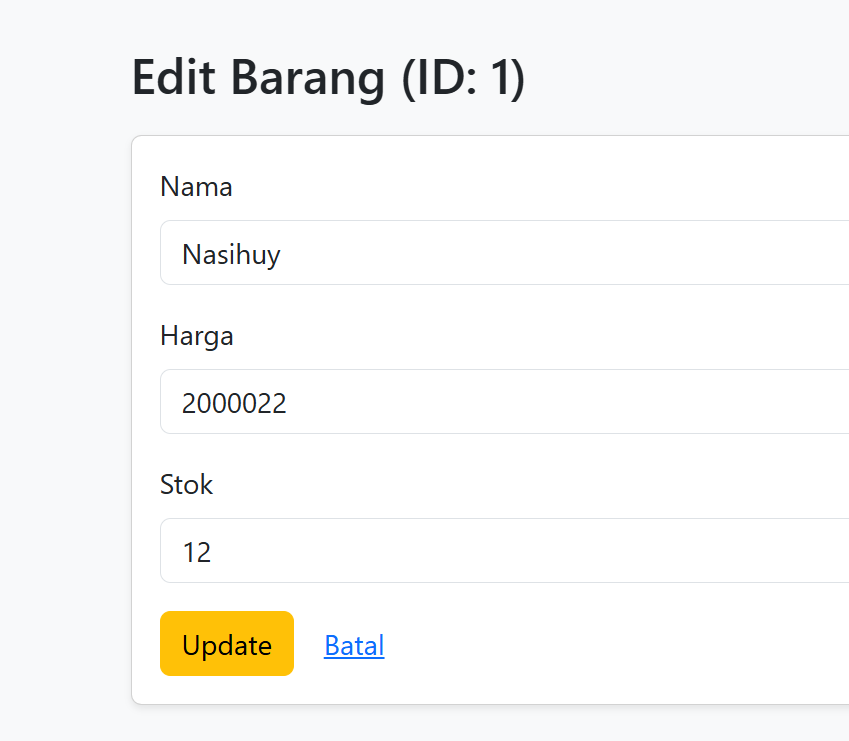 Edit Barang (ID: 1)
Nama
Nasihuy
Harga
2000022
Stok
12
Update Batal